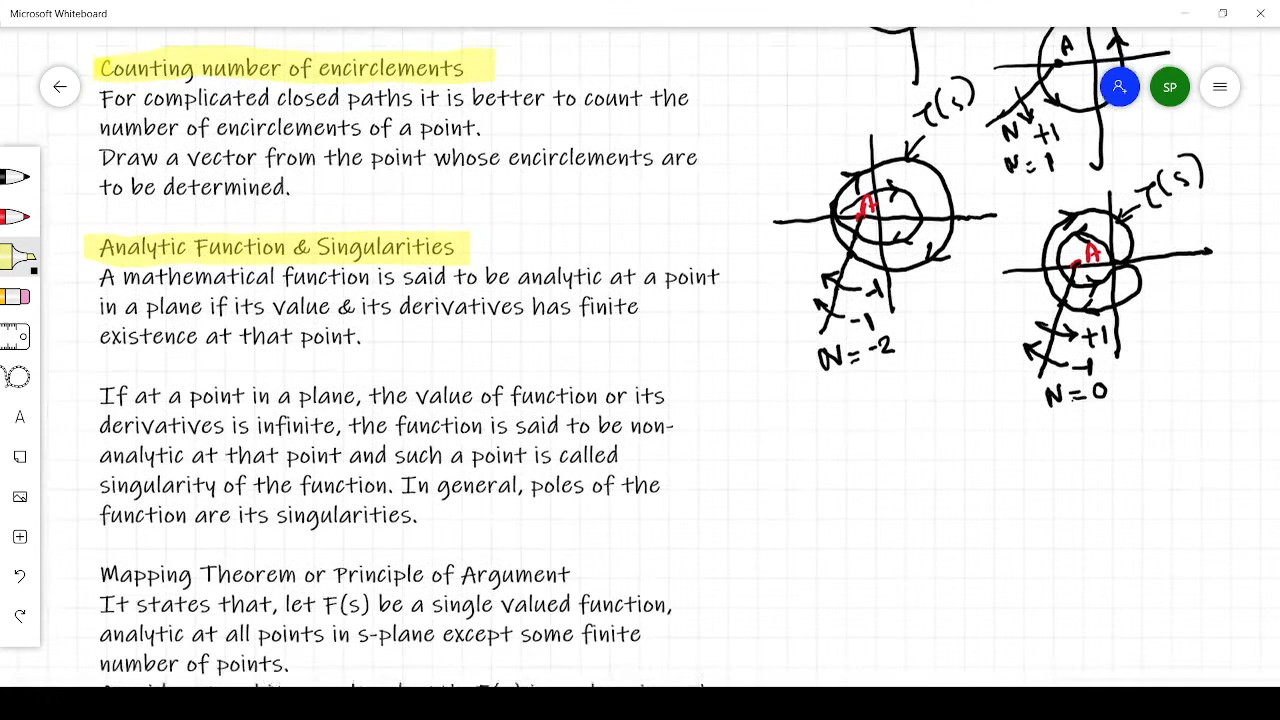 Microsoft Whiteboard
SP
Counting number of encirclements
For complicated closed paths it is better to count the
number of encirclements of a point.
Draw a vector from the point whose encirclements are
to be determined.
Analytic Function & Singularities
A mathematical function is said to be analytic at a point
in a plane if its value & its derivatives has finite
existence at that point.
If at a point in a plane, the value of function or its
derivatives is infinite, the function is said to be non-
analytic at that point and such a point is called
singularity of the function. In general, poles of the
function are its singularities.
Mapping Theorem or Principle of Argument
It states that, let F(s) be a single valued function,
analytic at all points in s-plane except some finite
number of points.
A
N +1
N = 1
τ(s)
A
-1
-1
N = -2
τ(s)
A
+1
-1
N = 0
A